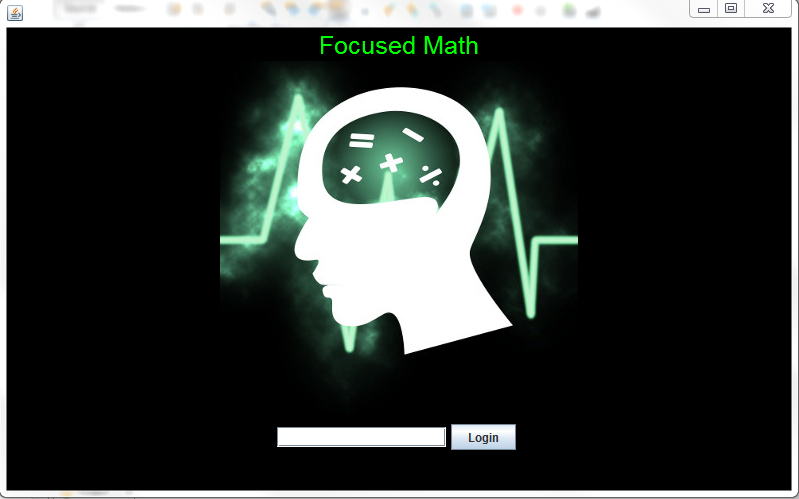 Focused Math
= −
× + ÷
Login